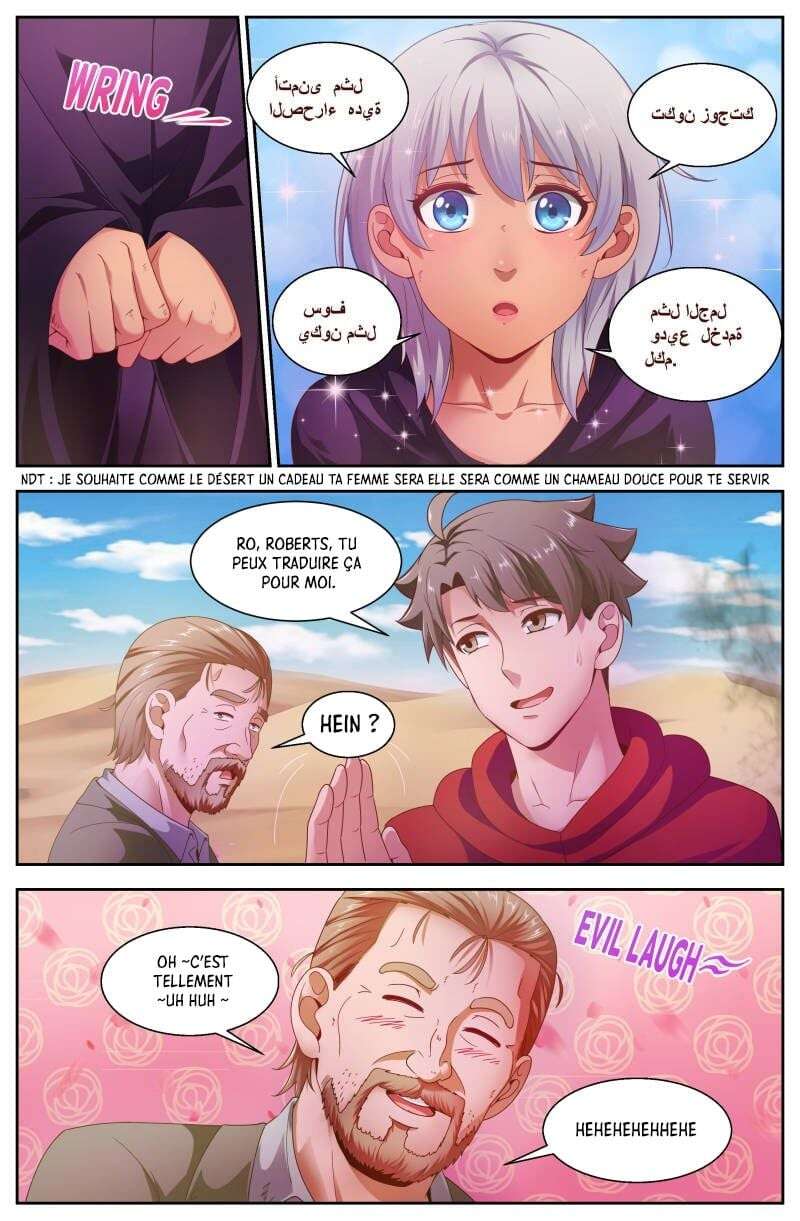 WRING
أتمنى مثل
الصحراء هدية
تكون زوجتك
سوف
يكون مثل
مثل الجمل
وديع لخدمة
لكم.
NDT : JE SOUHAITE COMME LE DÉSERT UN CADEAU TA FEMME SERA ELLE SERA COMME UN CHAMEAU DOUCE POUR TE SERVIR
RO, ROBERTS, TU
PEUX TRADUIRE ÇA
POUR MOI.
HEIN ?
OH ~C'EST
TELLEMENT
~UH HUH ~
EVIL LAUGH
HEHEHEHEHHEHE